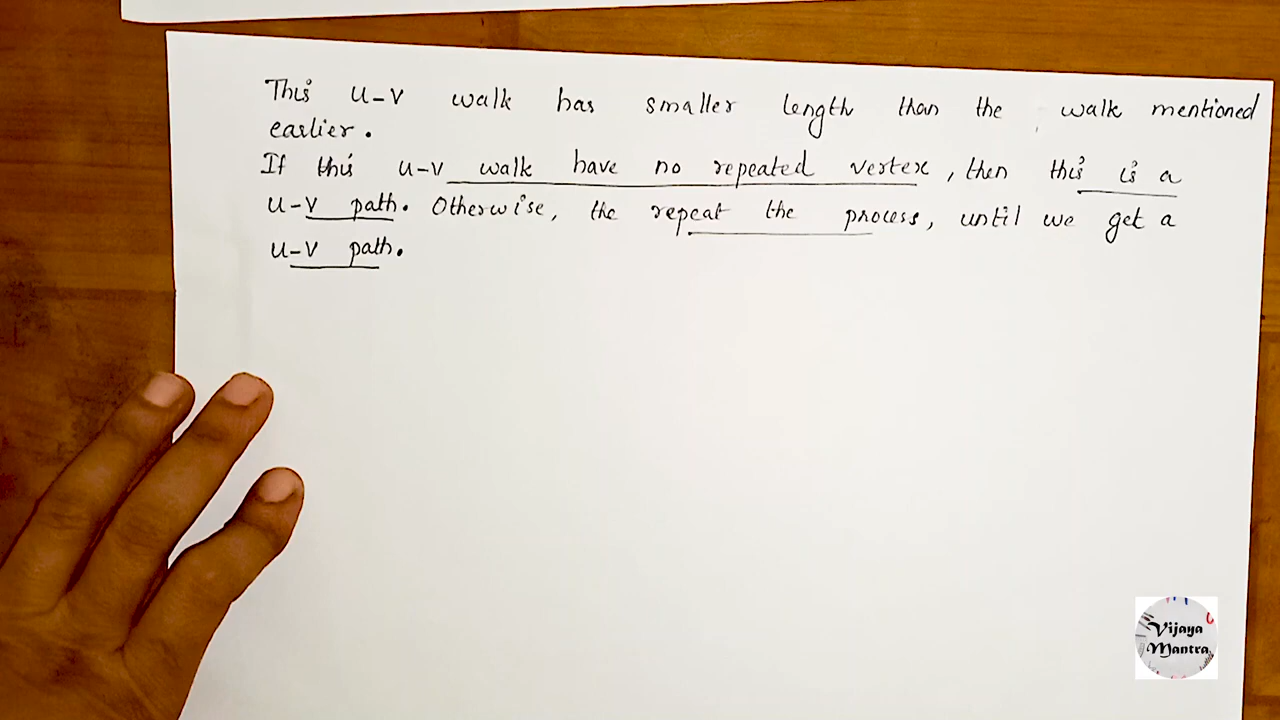 This u-v walk has smaller length than the walk mentioned
earlier.
If this u-v walk have no repeated vertex, then this is a
u-v path. Otherwise, the repeat the process, until we get a
u-v path.
Vijaya
Mantra